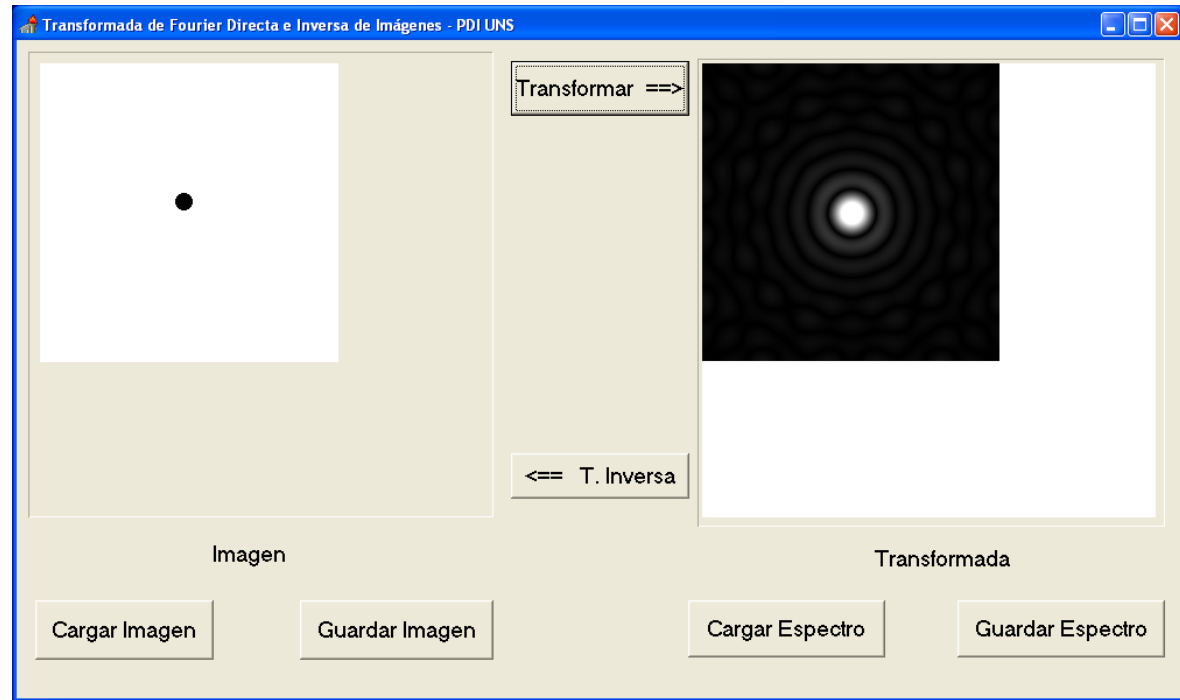 Transformada de Fourier Directa e Inversa de Imágenes - PDI UNS
Transformar ==>
<== T. Inversa
Imagen
Transformada
Cargar Imagen
Guardar Imagen
Cargar Espectro
Guardar Espectro